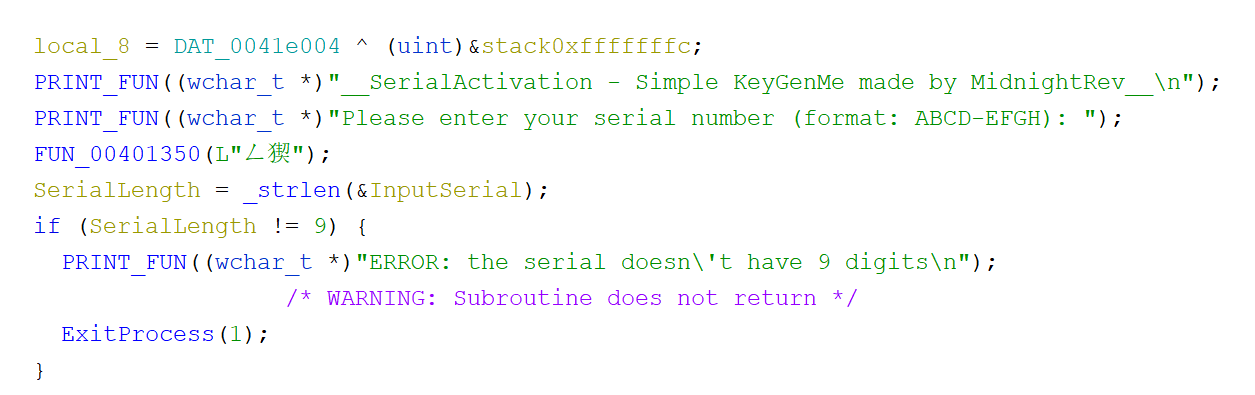 local_8 = DAT_0041e004 ^ (uint)&stack0xfffffffc;
PRINT_FUN((wchar_t *)"__SerialActivation - Simple KeyGenMe made by MidnightRev__\n");
PRINT_FUN((wchar_t *)"Please enter your serial number (format: ABCD-EFGH): ");
FUN_00401350(L"ㄥ猰");
SerialLength = _strlen(&InputSerial);
if (SerialLength != 9) {
PRINT_FUN((wchar_t *)"ERROR: the serial doesn\'t have 9 digits\n");
/* WARNING: Subroutine does not return */
ExitProcess(1);
}